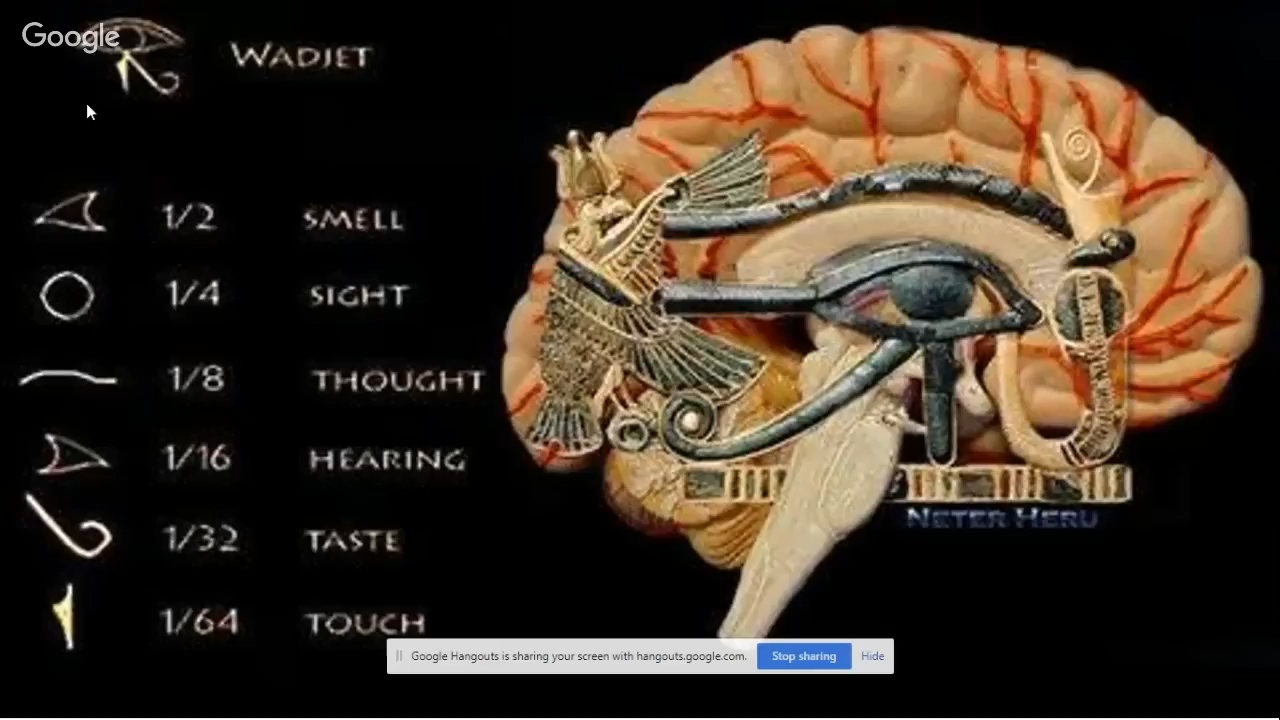 Google
WADJET
1/2 SMELL
1/4 SIGHT
1/8 THOUGHT
1/16 HEARING
1/32 TASTE
1/64 TOUCH
NETER HERU
Google Hangouts is sharing your screen with hangouts.google.com. Stop sharing Hide